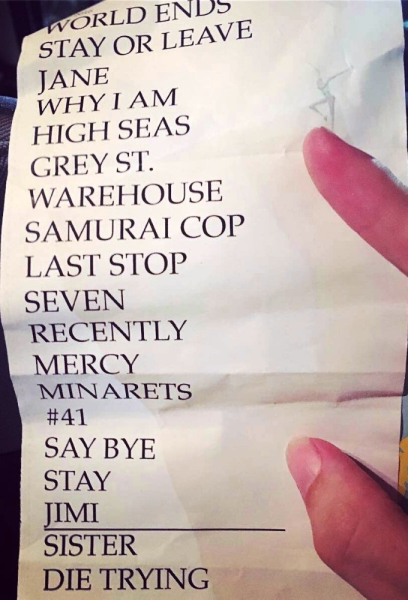 WORLD ENDS
STAY OR LEAVE
JANE
WHY I AM
HIGH SEAS
GREY ST.
WAREHOUSE
SAMURAI COP
LAST STOP
SEVEN
RECENTLY
MERCY
MINARETS
#41
SAY BYE
STAY
JIMI
SISTER
DIE TRYING